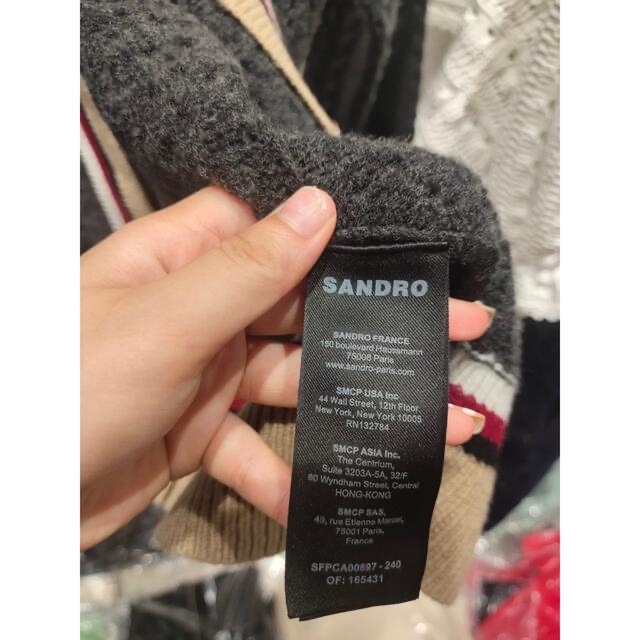 SANDRO
SANDRO FRANCE
150 boulevard Haussmann
75008 Paris
www.sandro-paris.com
SMCP USA Inc
44 Wall Street, 12th Floor
New York, New York 10005
RN132784
SMCP ASIA Inc.
The Centrium,
Suite 3203A-5A, 32/F
60 Wyndham Street, Central
HONG-KONG
SMCP SAS.
49, rue Etienne Marcel,
75001 Paris,
France
SFPCA00697 - 240
OF: 165431